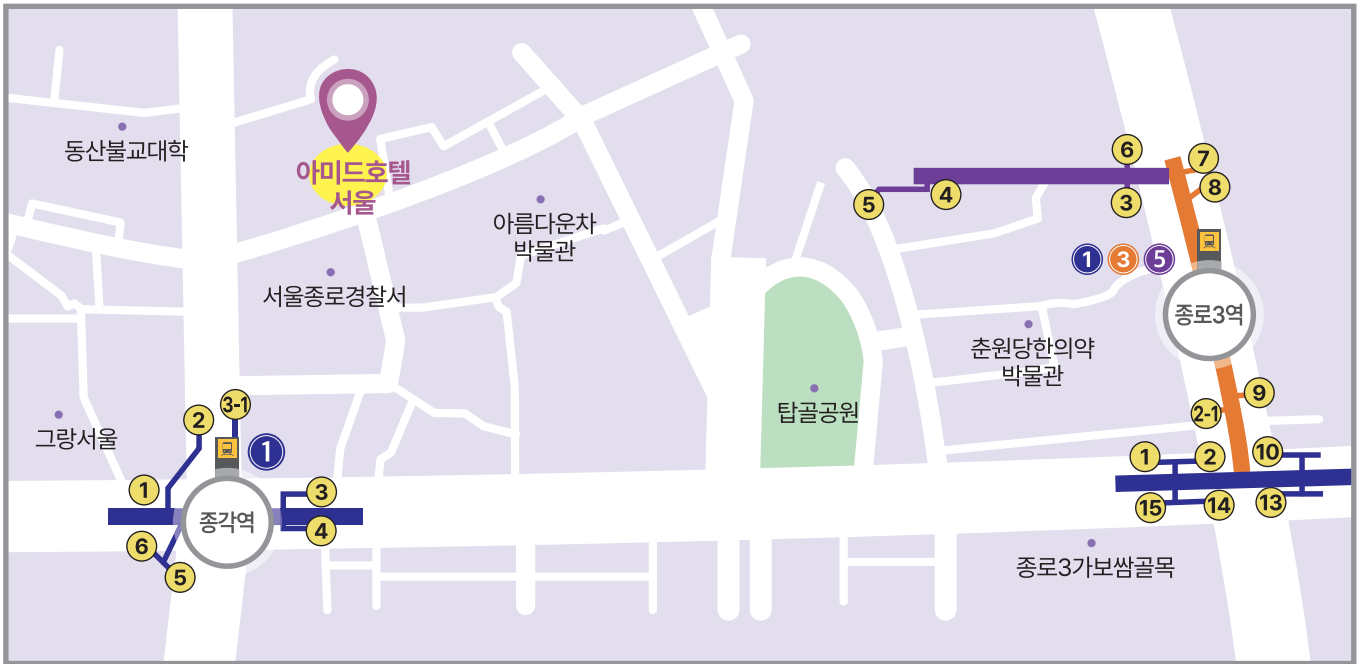 동산불교대학
아미드호텔
서울
아름다운차
박물관
서울종로경찰서
그랑서울
탑골공원
춘원당한의약
박물관
종로3가보쌈골목
종각역
1
2
3-1
1
3
4
6
5
종로3역
1 3 5
6
7
8
5
4
3
9
2-1
1
2
10
15
14
13